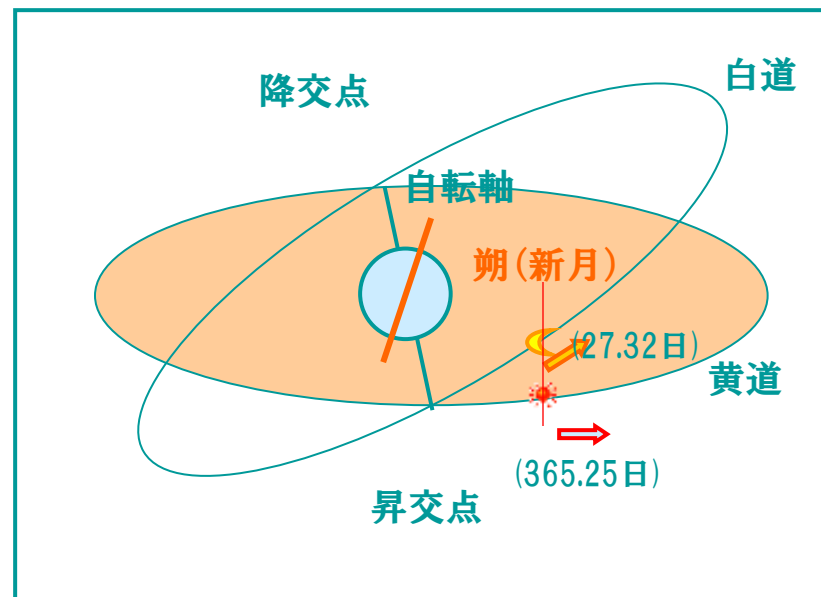 白道
降交点
自転軸
朔(新月)
(27.32日)
黄道
(365.25日)
昇交点